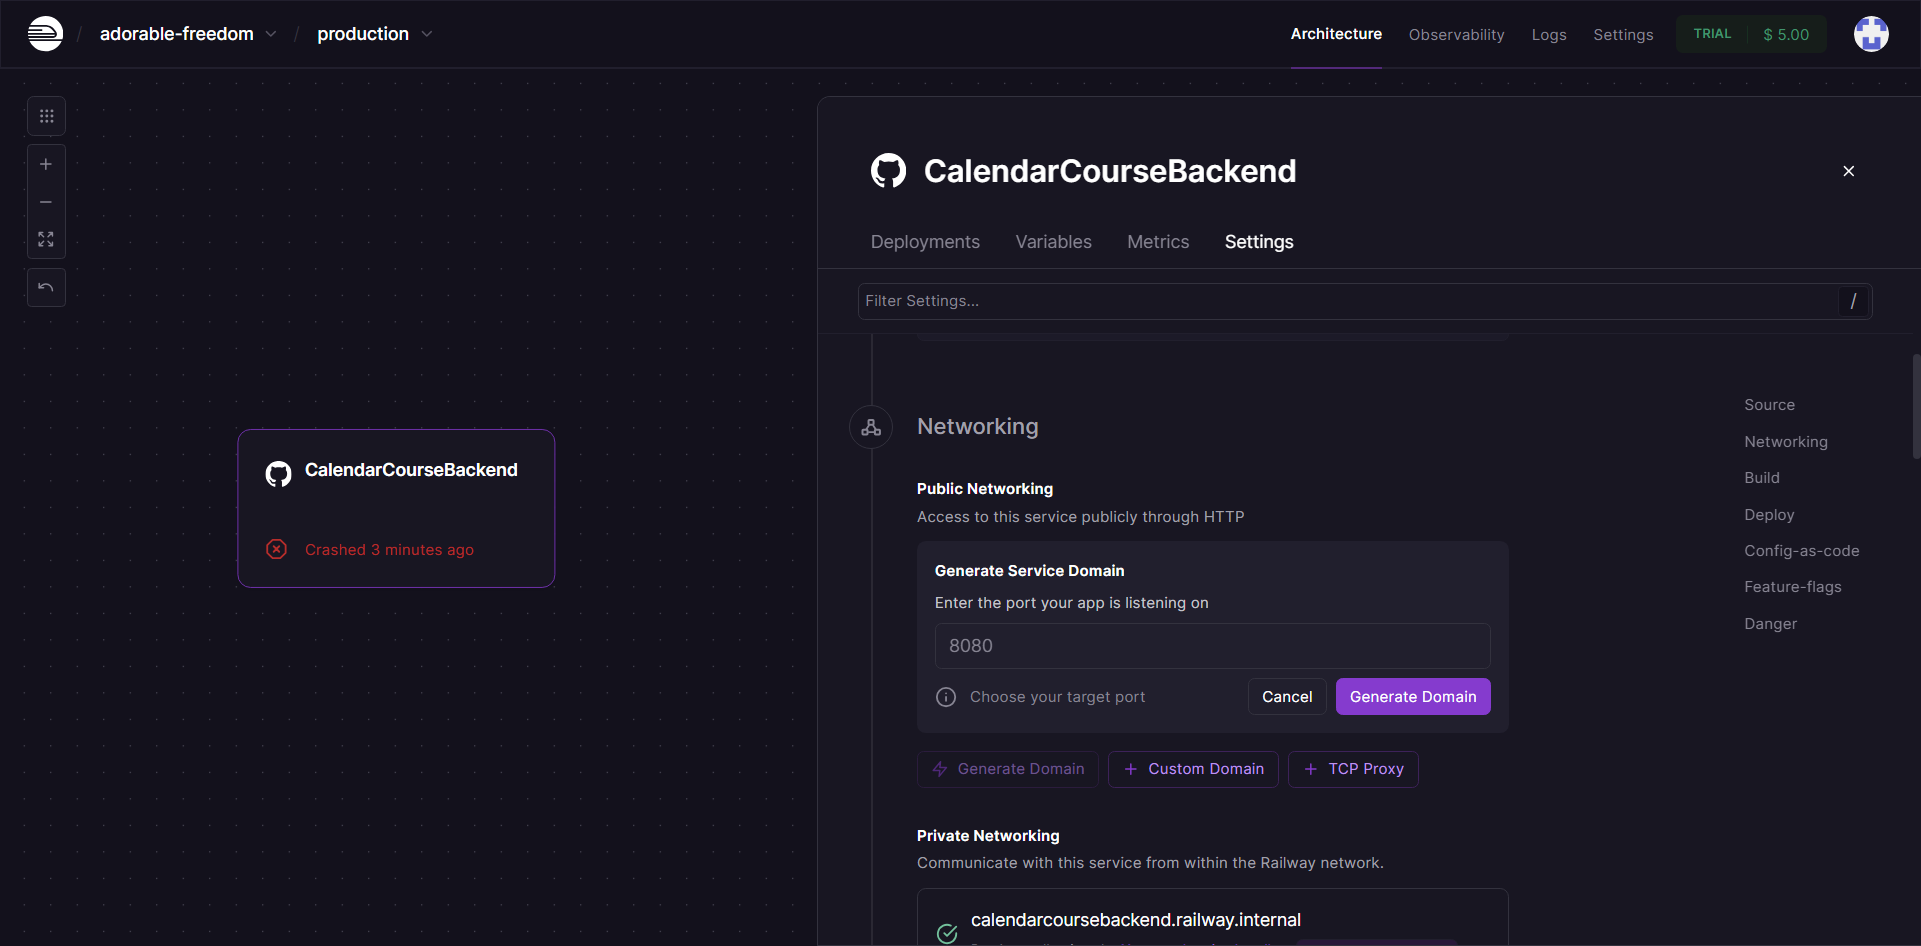 / adorable-freedom / production
Architecture Observability Logs Settings TRIAL $ 5.00
CalendarCourseBackend
Deployments Variables Metrics Settings
Filter Settings... /
Networking
Public Networking
Access to this service publicly through HTTP
Generate Service Domain
Enter the port your app is listening on
8080
Choose your target port Cancel Generate Domain
Generate Domain + Custom Domain + TCP Proxy
Private Networking
Communicate with this service from within the Railway network.
calendarcoursebackend.railway.internal
Source
Networking
Build
Deploy
Config-as-code
Feature-flags
Danger
CalendarCourseBackend
Crashed 3 minutes ago